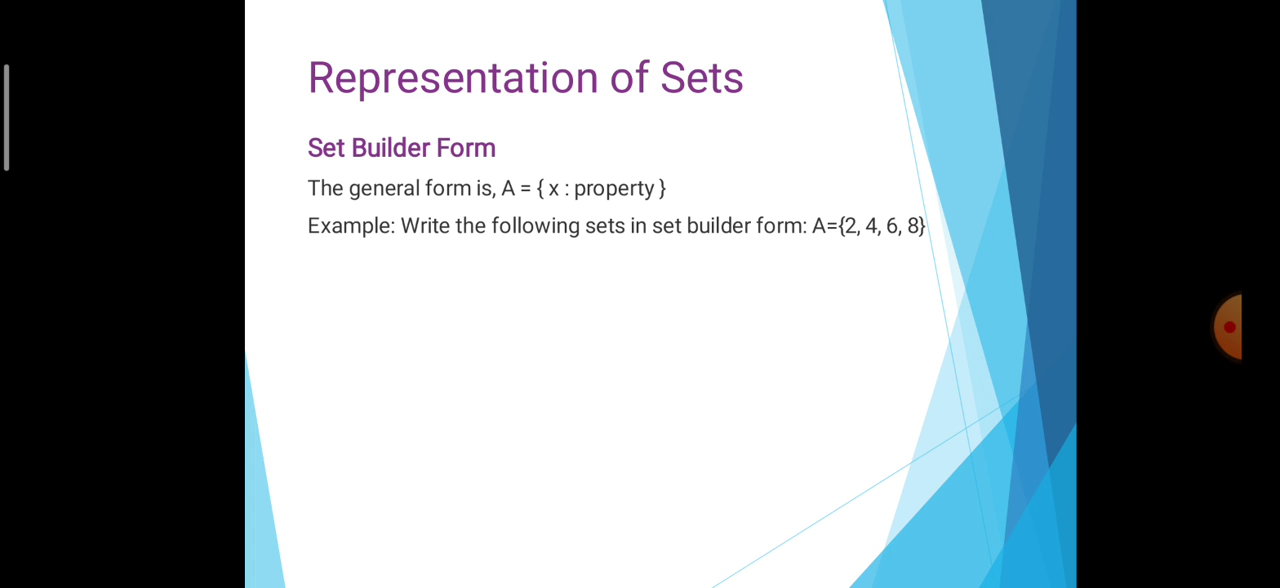 Representation of Sets
Set Builder Form
The general form is, A = { x : property }
Example: Write the following sets in set builder form: A={2, 4, 6, 8}